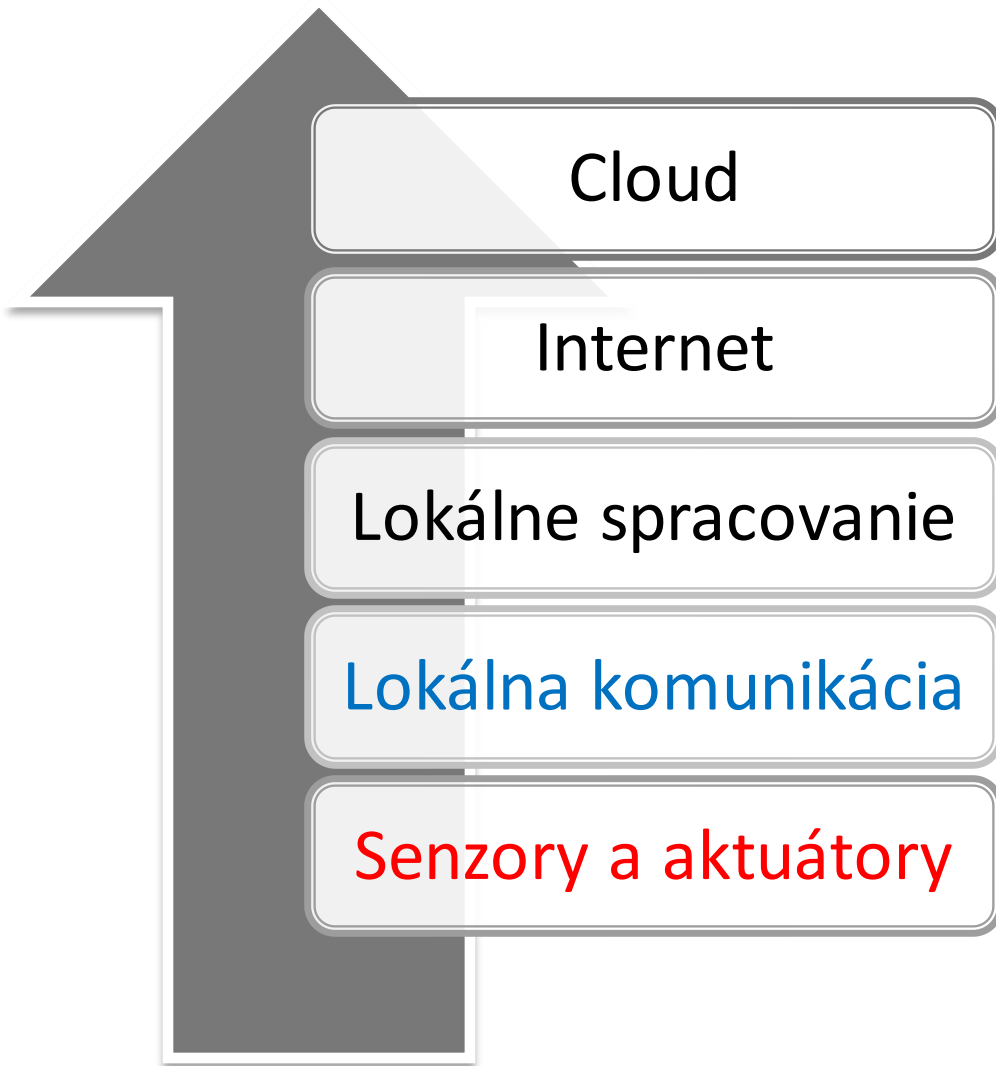 Cloud
Internet
Lokálne spracovanie
Lokálna komunikácia
Senzory a aktuátory